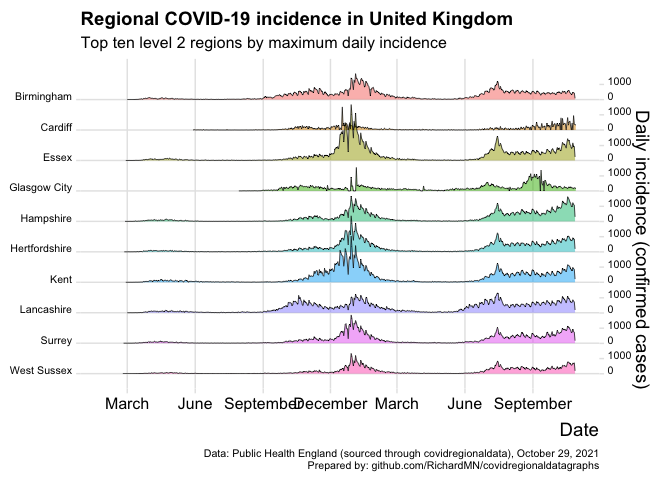 Regional COVID-19 incidence in United Kingdom
Top ten level 2 regions by maximum daily incidence
Birmingham
1000
0
Cardiff
1000
0
Essex
1000
0
Glasgow City
1000
0
Hampshire
1000
0
Hertfordshire
1000
0
Kent
1000
0
Lancashire
1000
0
Surrey
1000
0
West Sussex
1000
0
Daily incidence (confirmed cases)
March June September December March June September
Date
Data: Public Health England (sourced through covidregionaldata), October 29, 2021
Prepared by: github.com/RichardMN/covidregionaldatagraphs